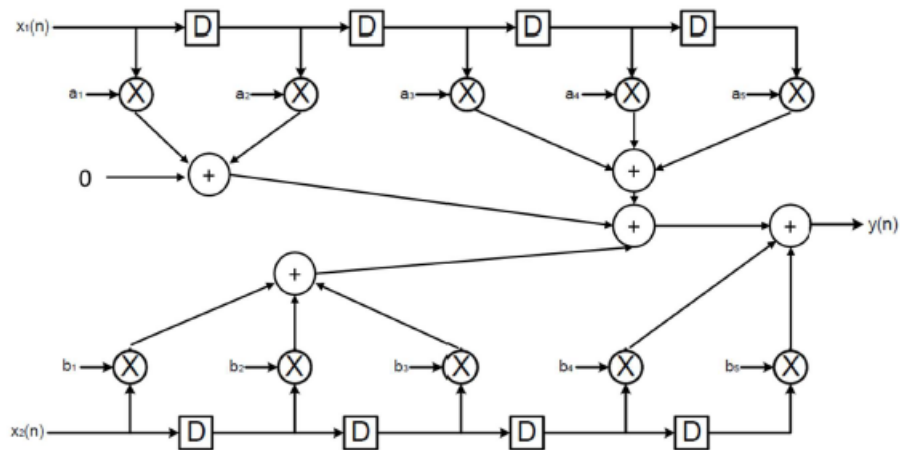 x₁(n) D D D D
a₁ X a₂ X a₃ X a₄ X a₅ X
0 + +
+ + y(n)
+
b₁ X b₂ X b₃ X b₄ X b₅ X
x₂(n) D D D D